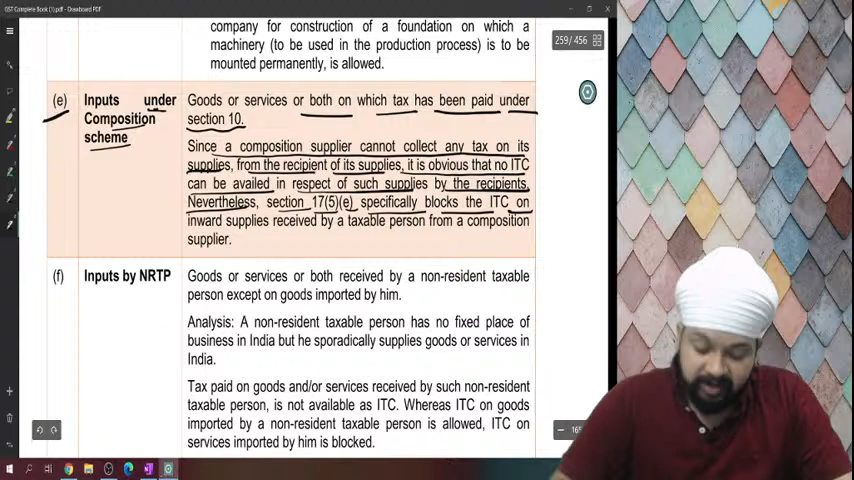 GST Complete Book (1).pdf - Drawboard PDF
company for construction of a foundation on which a
machinery (to be used in the production process) is to be
mounted permanently, is allowed.
259 / 456
(e)
Inputs under
Composition
scheme
Goods or services or both on which tax has been paid under
section 10.
Since a composition supplier cannot collect any tax on its
supplies, from the recipient of its supplies, it is obvious that no ITC
can be availed in respect of such supplies by the recipients.
Nevertheless, section 17(5)(e) specifically blocks the ITC on
inward supplies received by a taxable person from a composition
supplier.
(f)
Inputs by NRTP
Goods or services or both received by a non-resident taxable
person except on goods imported by him.
Analysis: A non-resident taxable person has no fixed place of
business in India but he sporadically supplies goods or services in
India.
Tax paid on goods and/or services received by such non-resident
taxable person, is not available as ITC. Whereas ITC on goods
imported by a non-resident taxable person is allowed, ITC on
services imported by him is blocked.